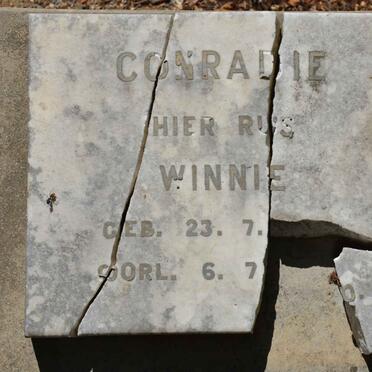 CONRADIE
HIER RUS
WINNIE
GEB. 23. 7.
OORL. 6. 7